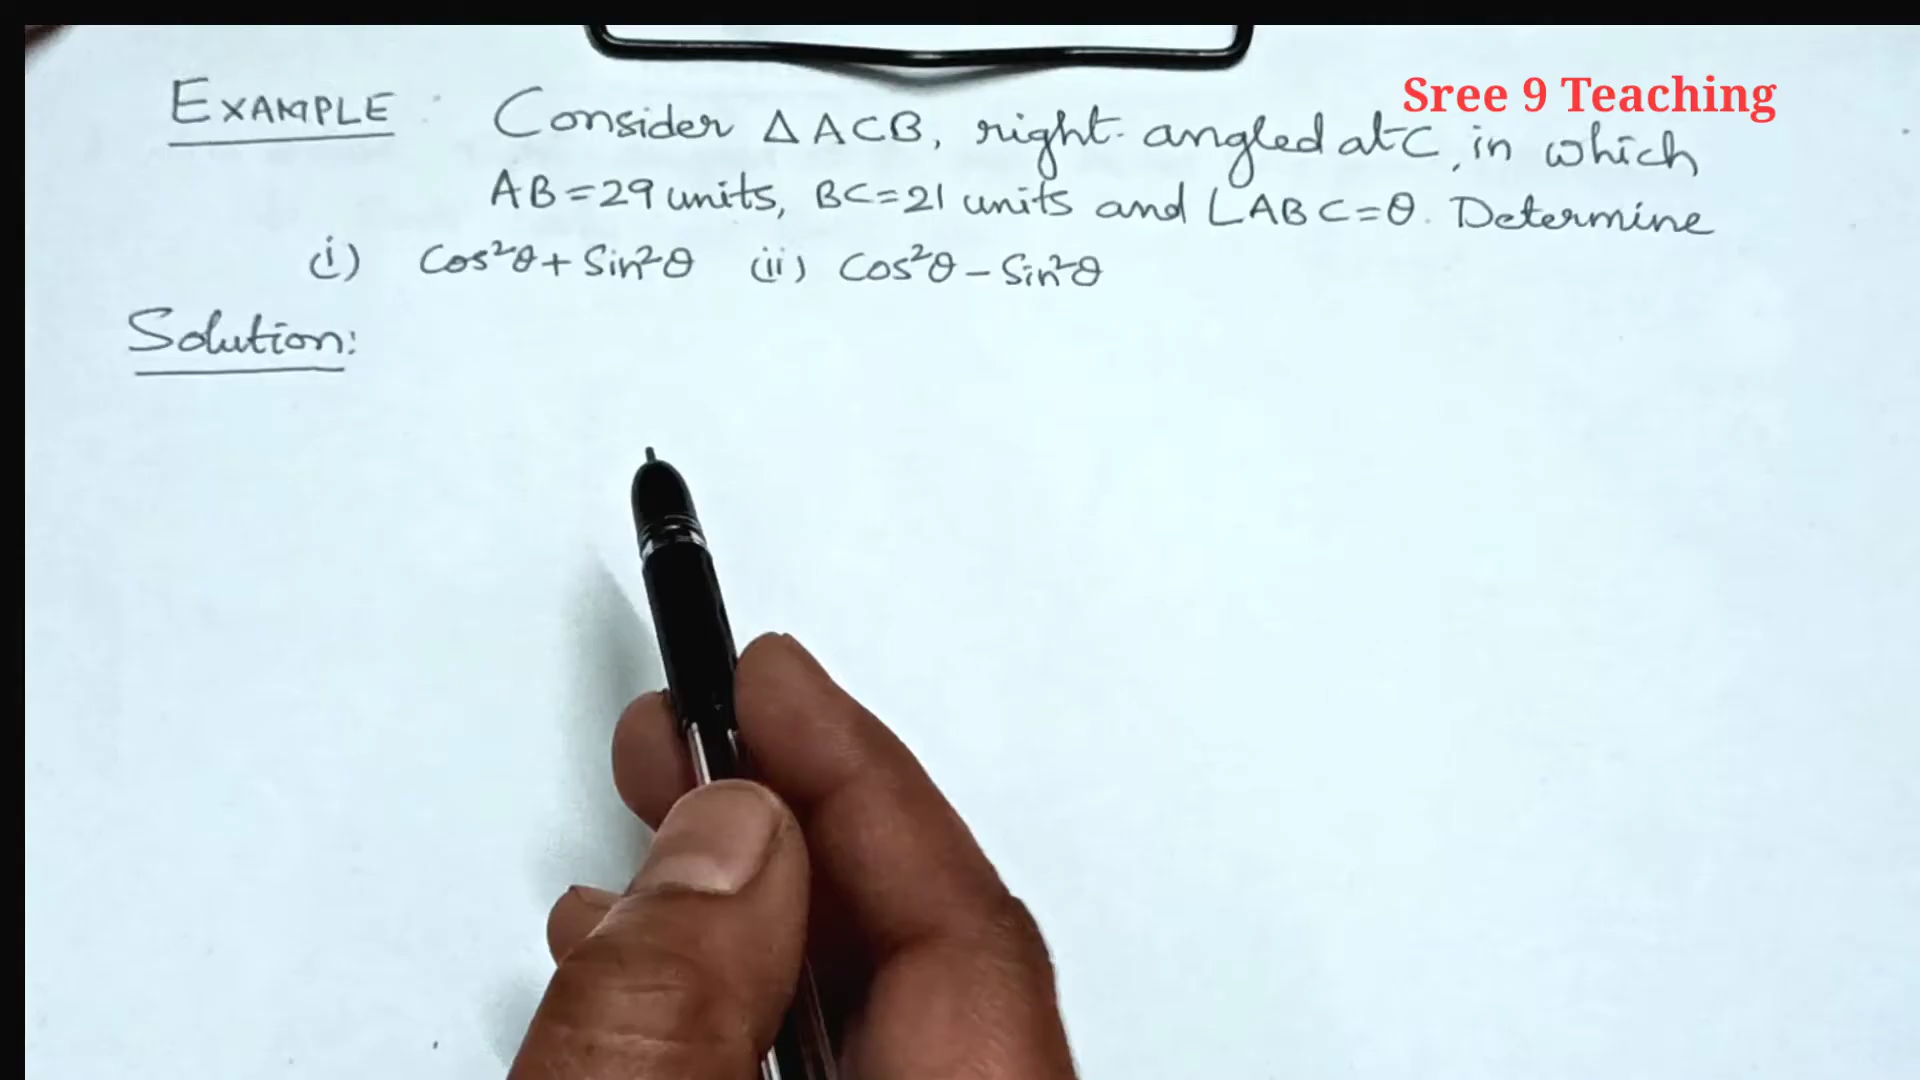 Sree 9 Teaching
EXAMPLE : Consider △ACB, right-angled at C, in which
AB=29 units, BC=21 units and ∠ABC=θ. Determine
(i) Cos²θ + Sin²θ (ii) Cos²θ – Sin²θ
Solution: